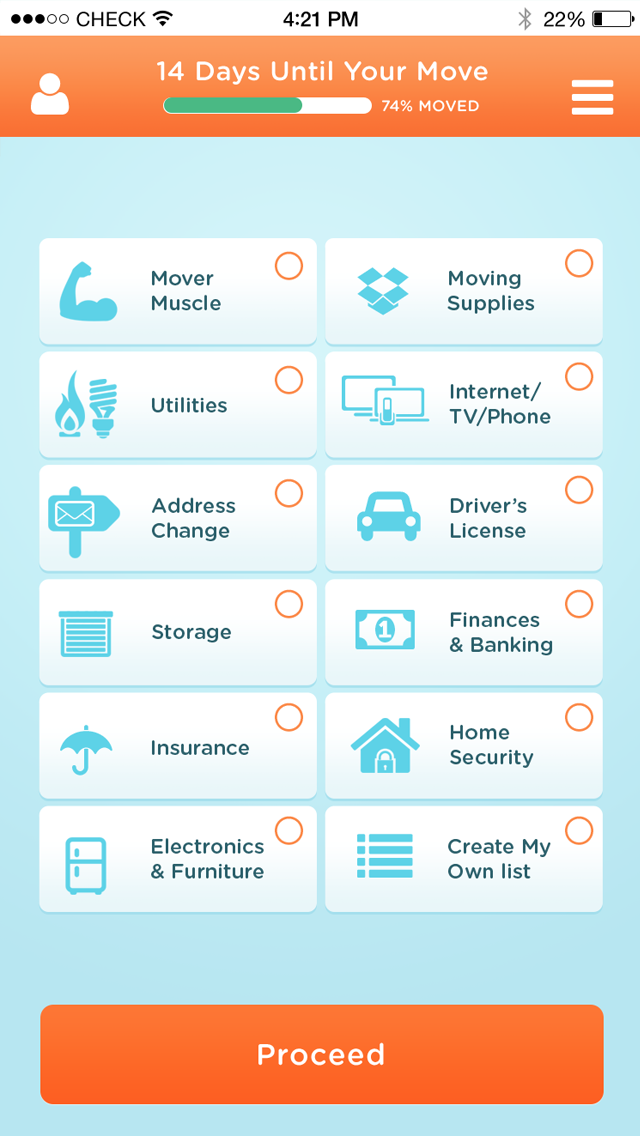 CHECK 4:21 PM 22%
14 Days Until Your Move
74% MOVED
Mover
Muscle
Moving
Supplies
Utilities
Internet/
TV/Phone
Address
Change
Driver's
License
Storage
1
Finances
& Banking
Insurance
Home
Security
Electronics
& Furniture
Create My
Own list
Proceed